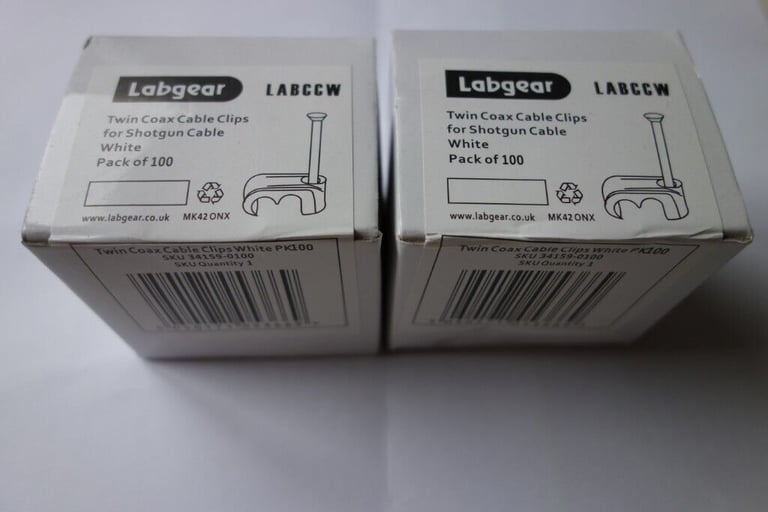 Labgear LABCCW
Twin Coax Cable Clips
for Shotgun Cable
White
Pack of 100
www.labgear.co.uk MK42 0NX
Twin Coax Cable Clips White PK100
SKU 34159-0100
SKU Quantity 1
Labgear LABCCW
Twin Coax Cable Clips
for Shotgun Cable
White
Pack of 100
www.labgear.co.uk MK42 0NX
Twin Coax Cable Clips White PK100
SKU 34159-0100
SKU Quantity 1